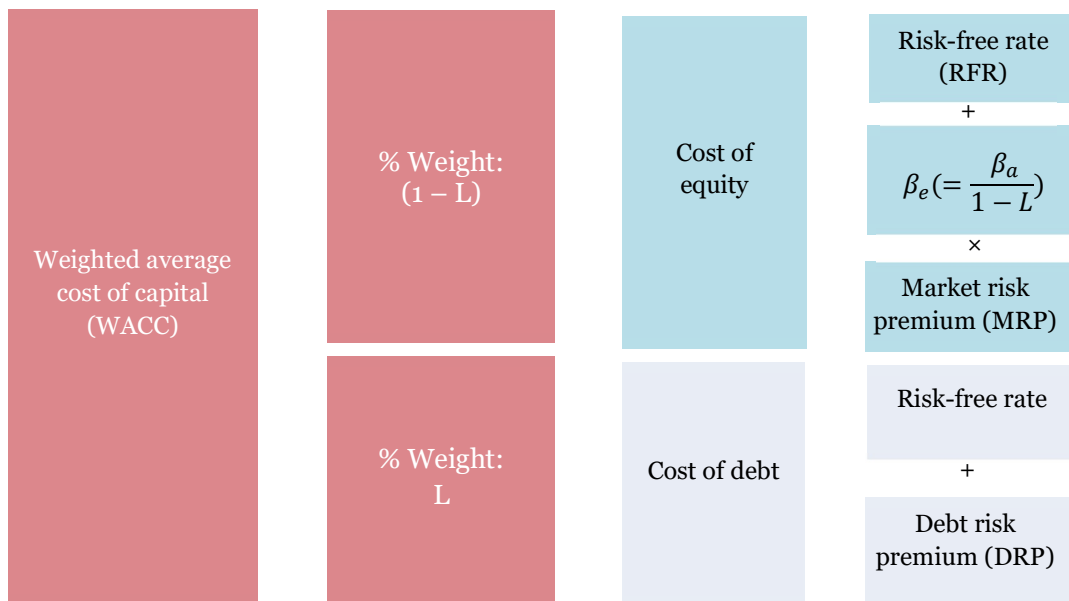 Weighted average
cost of capital
(WACC)
% Weight:
(1 – L)
% Weight:
L
Cost of
equity
Cost of debt
Risk-free rate
(RFR)
+
βₑ(= βₐ / 1 − L)
×
Market risk
premium (MRP)
Risk-free rate
+
Debt risk
premium (DRP)